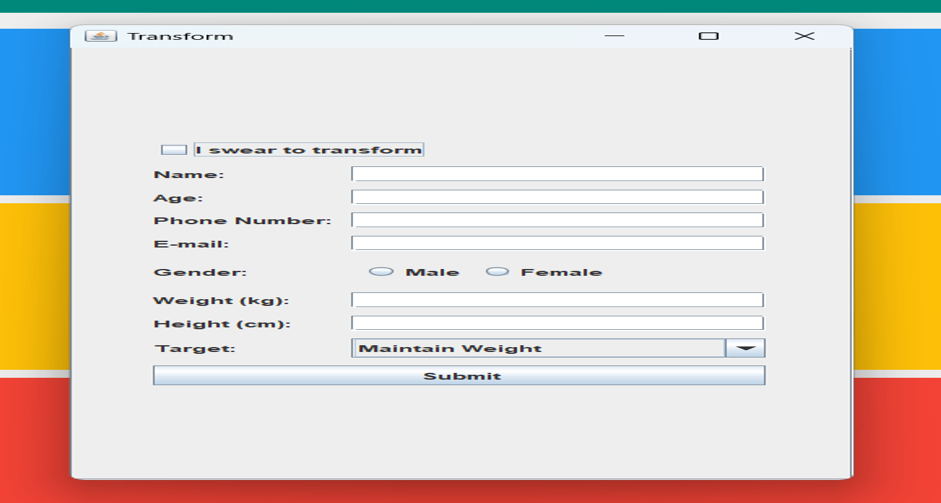 Transform
I swear to transform
Name:
Age:
Phone Number:
E-mail:
Gender: Male Female
Weight (kg):
Height (cm):
Target: Maintain Weight
Submit